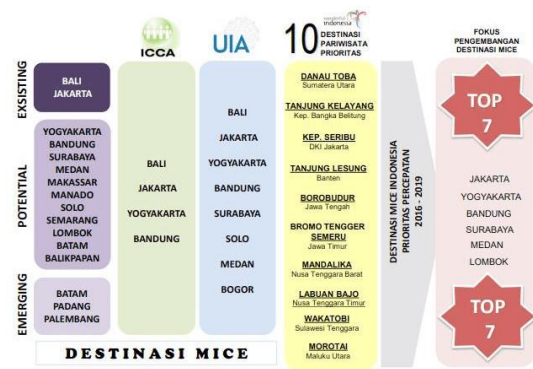 EXSISTING
BALI
JAKARTA
POTENTIAL
YOGYAKARTA
BANDUNG
SURABAYA
MEDAN
MAKASSAR
MANADO
SOLO
SEMARANG
LOMBOK
BATAM
BALIKPAPAN
EMERGING
BATAM
PADANG
PALEMBANG
ICCA
BALI
JAKARTA
YOGYAKARTA
BANDUNG
UIA
BALI
JAKARTA
YOGYAKARTA
BANDUNG
SURABAYA
SOLO
MEDAN
BOGOR
DESTINASI MICE
wonderful
indonesia
10 DESTINASI
PARIWISATA
PRIORITAS
DANAU TOBA
Sumatera Utara
TANJUNG KELAYANG
Kep. Bangka Belitung
KEP. SERIBU
DKI Jakarta
TANJUNG LESUNG
Banten
BOROBUDUR
Jawa Tengah
BROMO TENGGER
SEMERU
Jawa Timur
MANDALIKA
Nusa Tenggara Barat
LABUAN BAJO
Nusa Tenggara Timur
WAKATOBI
Sulawesi Tenggara
MOROTAI
Maluku Utara
DESTINASI MICE INDONESIA
PRIORITAS PERCEPATAN
2016 - 2019
FOKUS
PENGEMBANGAN
DESTINASI MICE
TOP
7
JAKARTA
YOGYAKARTA
BANDUNG
SURABAYA
MEDAN
LOMBOK
TOP
7